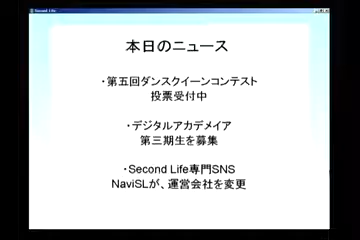 Second Life
本日のニュース
・第五回ダンスクイーンコンテスト
投票受付中
・デジタルアカデメイア
第三期生を募集
・Second Life専門SNS
NaviSLが、運営会社を変更